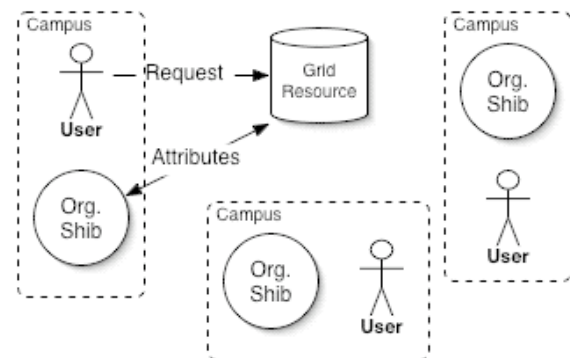 Campus
User
Request
Grid
Resource
Attributes
Org.
Shib
Campus
Org.
Shib
User
Campus
Org.
Shib
User